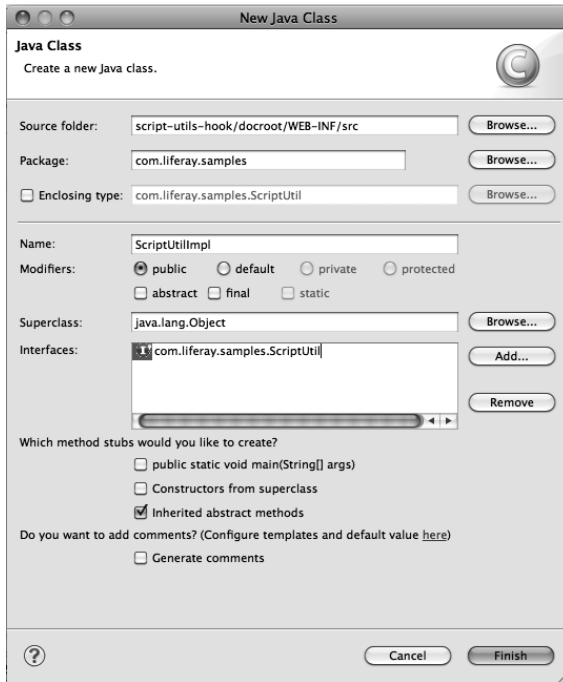 New Java Class
Java Class
Create a new Java class.
C
Source folder: script-utils-hook/docroot/WEB-INF/src Browse...
Package: com.liferay.samples Browse...
Enclosing type: com.liferay.samples.ScriptUtil Browse...
Name: ScriptUtilImpl
Modifiers: public default private protected
abstract final static
Superclass: java.lang.Object Browse...
Interfaces: I com.liferay.samples.ScriptUtil Add...
Remove
Which method stubs would you like to create?
public static void main(String[] args)
Constructors from superclass
Inherited abstract methods
Do you want to add comments? (Configure templates and default value here)
Generate comments
? Cancel Finish